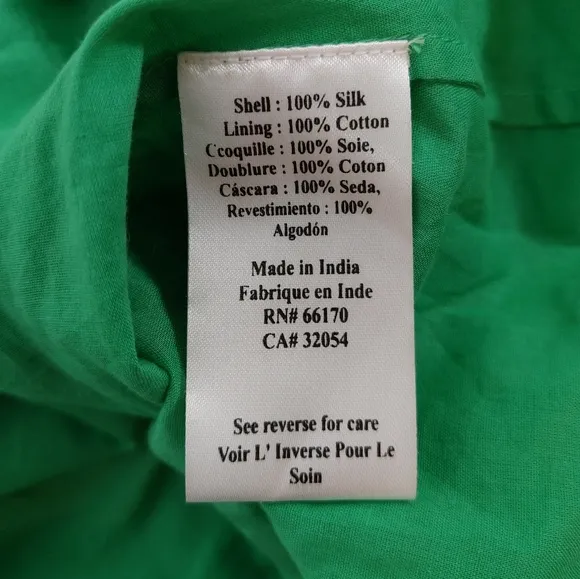 Shell : 100% Silk
Lining : 100% Cotton
Ccoquille : 100% Soie,
Doublure : 100% Coton
Cáscara : 100% Seda,
Revestimiento : 100%
Algodón
Made in India
Fabrique en Inde
RN# 66170
CA# 32054
See reverse for care
Voir L' Inverse Pour Le
Soin